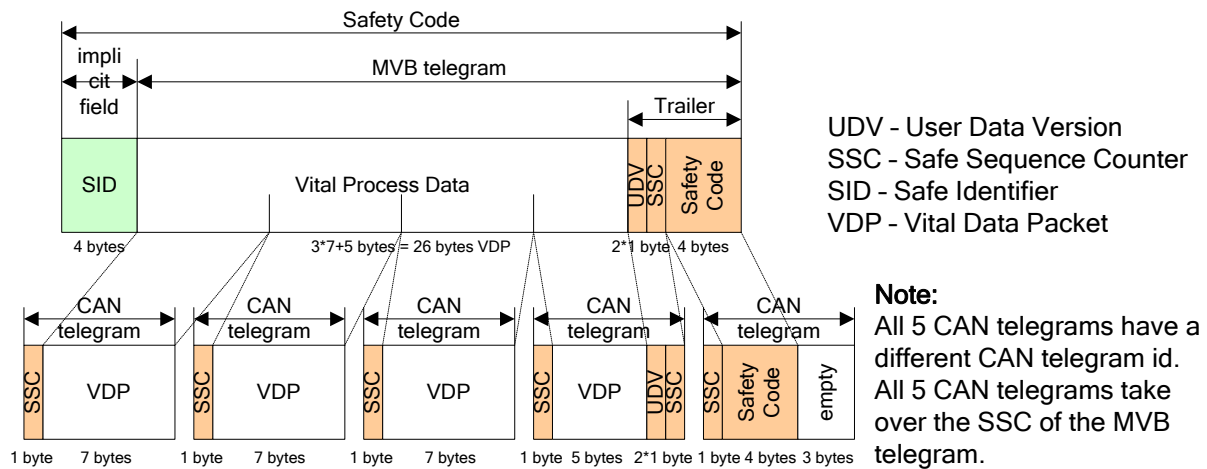 Safety Code
impli
cit
field
MVB telegram
Trailer
SID
Vital Process Data
UDV
SSC
Safety
Code
4 bytes
3*7+5 bytes = 26 bytes VDP
2*1 byte
4 bytes
UDV - User Data Version
SSC - Safe Sequence Counter
SID - Safe Identifier
VDP - Vital Data Packet
CAN
telegram
SSC
VDP
1 byte
7 bytes
CAN
telegram
SSC
VDP
1 byte
7 bytes
CAN
telegram
SSC
VDP
1 byte
7 bytes
CAN
telegram
SSC
VDP
UDV
SSC
1 byte
5 bytes
2*1 byte
CAN
telegram
SSC
Safety
Code
empty
1 byte
4 bytes
3 bytes
Note:
All 5 CAN telegrams have a
different CAN telegram id.
All 5 CAN telegrams take
over the SSC of the MVB
telegram.